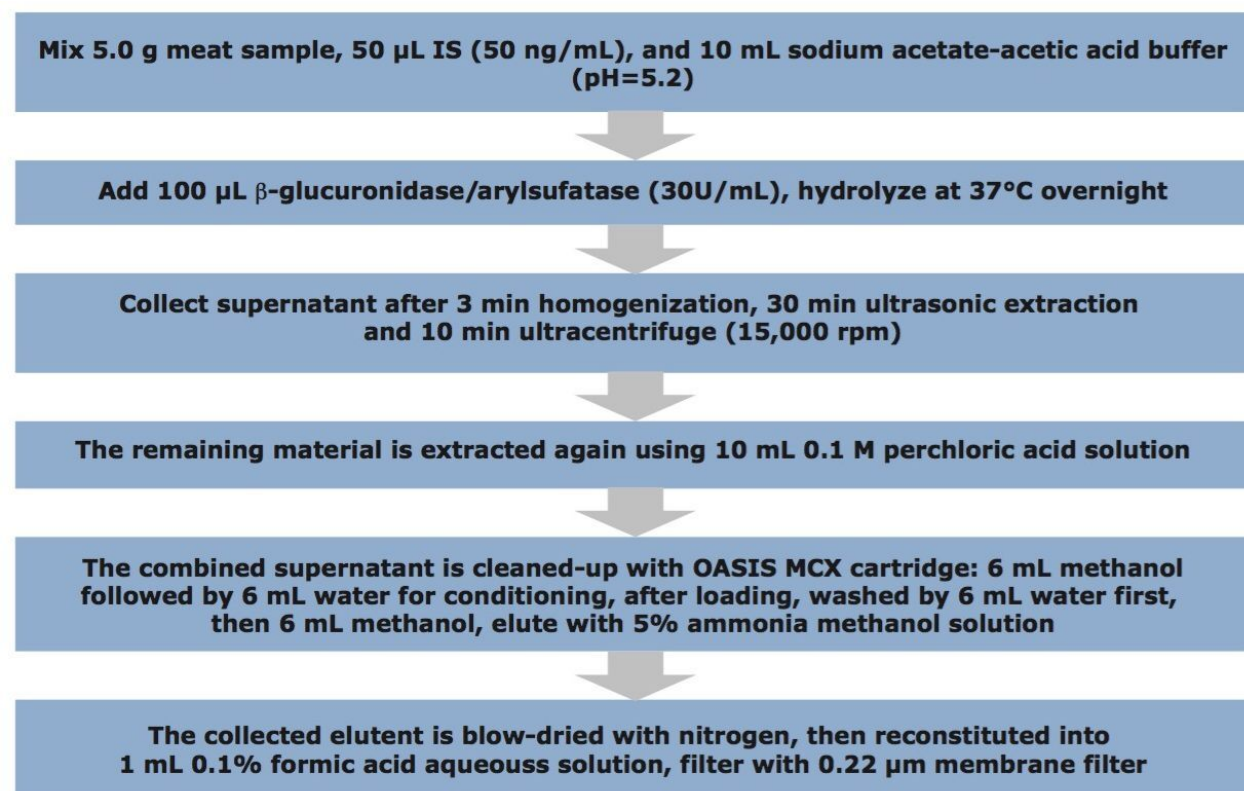 Mix 5.0 g meat sample, 50 µL IS (50 ng/mL), and 10 mL sodium acetate-acetic acid buffer
(pH=5.2)
Add 100 µL β-glucuronidase/arylsufatase (30U/mL), hydrolyze at 37°C overnight
Collect supernatant after 3 min homogenization, 30 min ultrasonic extraction
and 10 min ultracentrifuge (15,000 rpm)
The remaining material is extracted again using 10 mL 0.1 M perchloric acid solution
The combined supernatant is cleaned-up with OASIS MCX cartridge: 6 mL methanol
followed by 6 mL water for conditioning, after loading, washed by 6 mL water first,
then 6 mL methanol, elute with 5% ammonia methanol solution
The collected elutent is blow-dried with nitrogen, then reconstituted into
1 mL 0.1% formic acid aqueouss solution, filter with 0.22 µm membrane filter